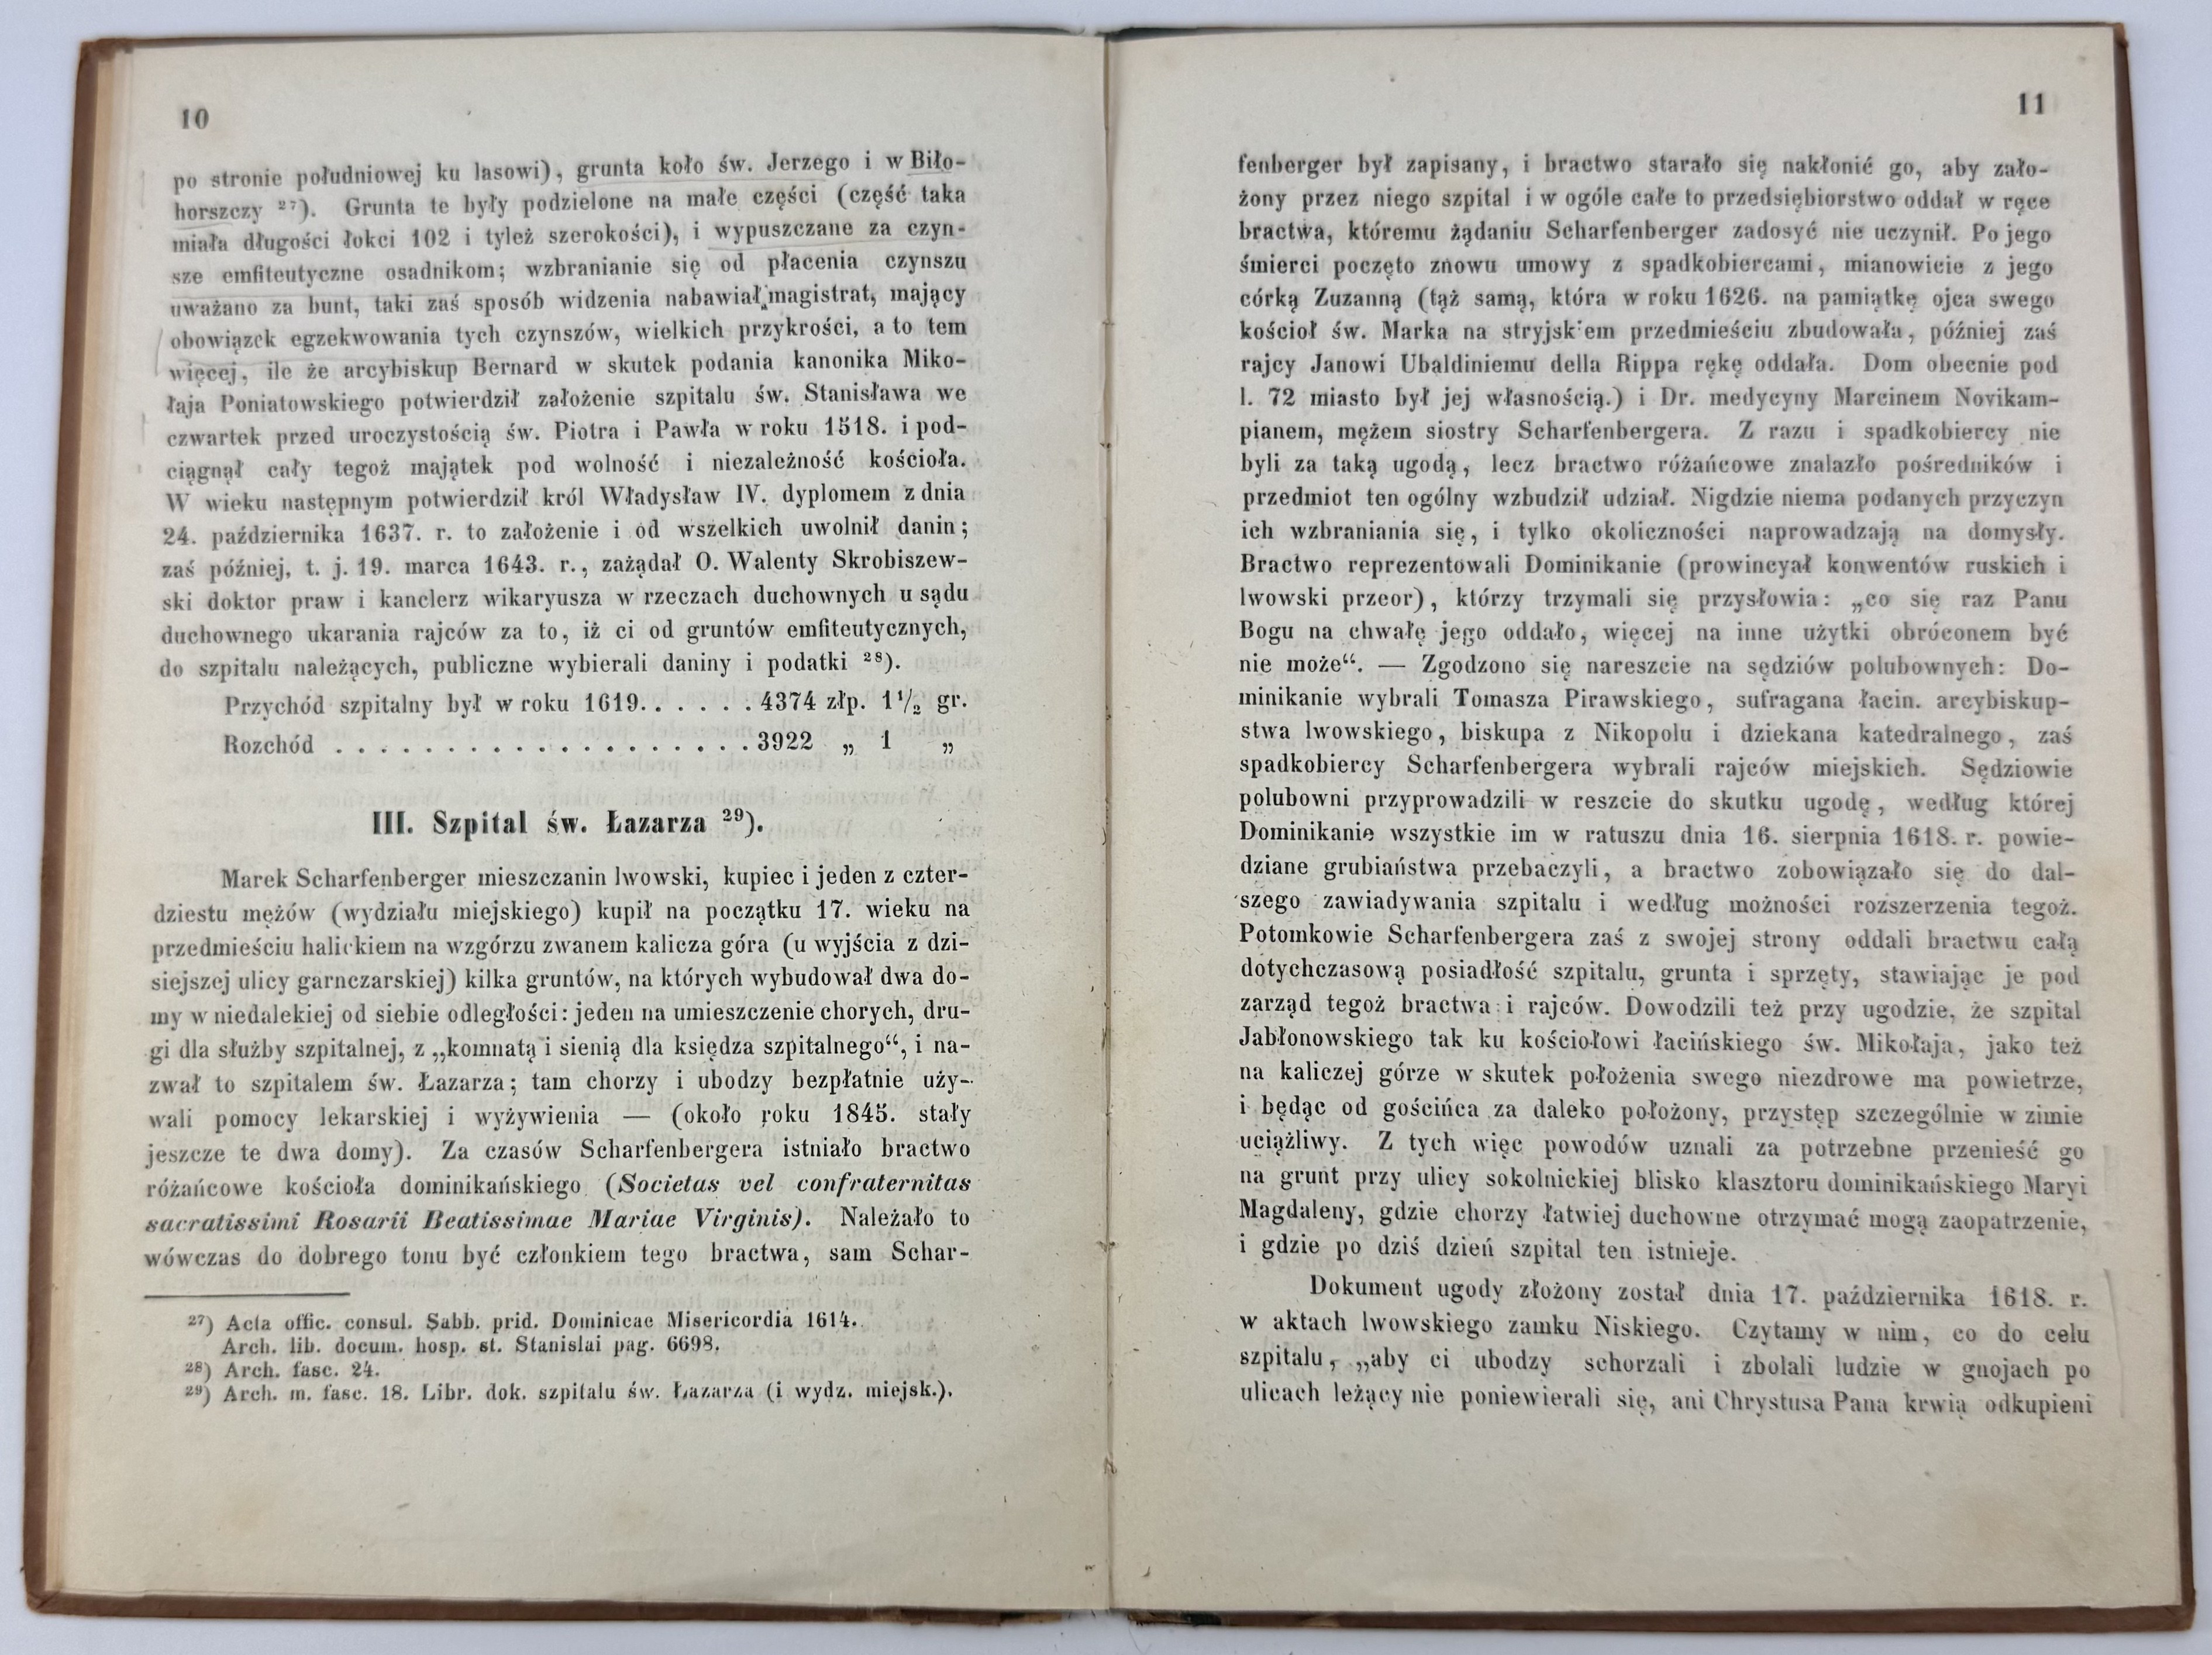 10
po stronie południowej ku lasowi), grunta koło św. Jerzego i w Biło-
horszczy ²⁷). Grunta te były podzielone na małe części (część taka
miała długości łokci 102 i tyleż szerokości), i wypuszczane za czyn-
sze emfiteutyczne osadnikom; wzbranianie się od płacenia czynszu
uważano za bunt, taki zaś sposób widzenia nabawiał magistrat, mający
obowiązek egzekwowania tych czynszów, wielkich przykrości, a to tem
więcej, ile że arcybiskup Bernard w skutek podania kanonika Miko-
łaja Poniatowskiego potwierdził założenie szpitalu św. Stanisława we
czwartek przed uroczystością św. Piotra i Pawła w roku 1518. i pod-
ciągnął cały tegoż majątek pod wolność i niezależność kościoła.
W wieku następnym potwierdził król Władysław IV. dyplomem z dnia
24. października 1637. r. to założenie i od wszelkich uwolnił danin;
zaś później, t. j. 19. marca 1643. r., zażądał O. Walenty Skrobiszew-
ski doktor praw i kanclerz wikaryusza w rzeczach duchownych u sądu
duchownego ukarania rajców za to, iż ci od gruntów emfiteutycznych,
do szpitalu należących, publiczne wybierali daniny i podatki ²⁸).
Przychód szpitalny był w roku 1619. . . . . . 4374 złp. 1½ gr.
Rozchód . . . . . . . . . . . . . . . . . . . 3922 „ 1 „
III. Szpital św. Łazarza ²⁹).
Marek Scharfenberger mieszczanin lwowski, kupiec i jeden z czter-
dziestu mężów (wydziału miejskiego) kupił na początku 17. wieku na
przedmieściu halickiem na wzgórzu zwanem kalicza góra (u wyjścia z dzi-
siejszej ulicy garnczarskiej) kilka gruntów, na których wybudował dwa do-
my w niedalekiej od siebie odległości: jeden na umieszczenie chorych, dru-
gi dla służby szpitalnej, z „komnatą i sienią dla księdza szpitalnego“, i na-
zwał to szpitalem św. Łazarza; tam chorzy i ubodzy bezpłatnie uży-
wali pomocy lekarskiej i wyżywienia — (około roku 1845. stały
jeszcze te dwa domy). Za czasów Scharfenbergera istniało bractwo
różańcowe kościoła dominikańskiego (Societas vel confraternitas
sacratissimi Rosarii Beatissimae Mariae Virginis). Należało to
wówczas do dobrego tonu być członkiem tego bractwa, sam Schar-
²⁷) Acta offic. consul. Sabb. prid. Dominicae Misericordia 1614.
Arch. lib. docum. hosp. st. Stanislai pag. 6698.
²⁸) Arch. fasc. 24.
²⁹) Arch. m. fasc. 18. Libr. dok. szpitalu św. Łazarza (i wydz. miejsk.).
11
fenberger był zapisany, i bractwo starało się nakłonić go, aby zało-
żony przez niego szpital i w ogóle całe to przedsiębiorstwo oddał w ręce
bractwa, któremu żądaniu Scharfenberger zadosyć nie uczynił. Po jego
śmierci poczęto znowu umowy z spadkobiercami, mianowicie z jego
córką Zuzanną (tąż samą, która w roku 1626. na pamiątkę ojca swego
kościoł św. Marka na stryjskiem przedmieściu zbudowała, później zaś
rajcy Janowi Ubaldiniemu della Rippa rękę oddała. Dom obecnie pod
l. 72 miasto był jej własnością.) i Dr. medycyny Marcinem Novikam-
pianem, mężem siostry Scharfenbergera. Z razu i spadkobiercy nie
byli za taką ugodą, lecz bractwo różańcowe znalazło pośredników i
przedmiot ten ogólny wzbudził udział. Nigdzie niema podanych przyczyn
ich wzbraniania się, i tylko okoliczności naprowadzają na domysły.
Bractwo reprezentowali Dominikanie (prowincyał konwentów ruskich i
lwowski przeor), którzy trzymali się przysłowia: „co się raz Panu
Bogu na chwałę jego oddało, więcej na inne użytki obróconem być
nie może“. — Zgodzono się nareszcie na sędziów polubownych: Do-
minikanie wybrali Tomasza Pirawskiego, sufragana łacin. arcybiskup-
stwa lwowskiego, biskupa z Nikopolu i dziekana katedralnego, zaś
spadkobiercy Scharfenbergera wybrali rajców miejskich. Sędziowie
polubowni przyprowadzili w reszcie do skutku ugodę, według której
Dominikanie wszystkie im w ratuszu dnia 16. sierpnia 1618. r. powie-
dziane grubiaństwa przebaczyli, a bractwo zobowiązało się do dal-
szego zawiadywania szpitalu i według możności rozszerzenia tegoż.
Potomkowie Scharfenbergera zaś z swojej strony oddali bractwu całą
dotychczasową posiadłość szpitalu, grunta i sprzęty, stawiając je pod
zarząd tegoż bractwa i rajców. Dowodzili też przy ugodzie, że szpital
Jabłonowskiego tak ku kościołowi łacińskiego św. Mikołaja, jako też
na kaliczej górze w skutek położenia swego niezdrowe ma powietrze,
i będąc od gościńca za daleko położony, przystęp szczególnie w zimie
uciążliwy. Z tych więc powodów uznali za potrzebne przenieść go
na grunt przy ulicy sokolnickiej blisko klasztoru dominikańskiego Maryi
Magdaleny, gdzie chorzy łatwiej duchowne otrzymać mogą zaopatrzenie,
i gdzie po dziś dzień szpital ten istnieje.
Dokument ugody złożony został dnia 17. października 1618. r.
w aktach lwowskiego zamku Niskiego. Czytamy w nim, co do celu
szpitalu, „aby ci ubodzy schorzali i zbolali ludzie w gnojach po
ulicach leżący nie poniewierali się, ani Chrystusa Pana krwią odkupieni